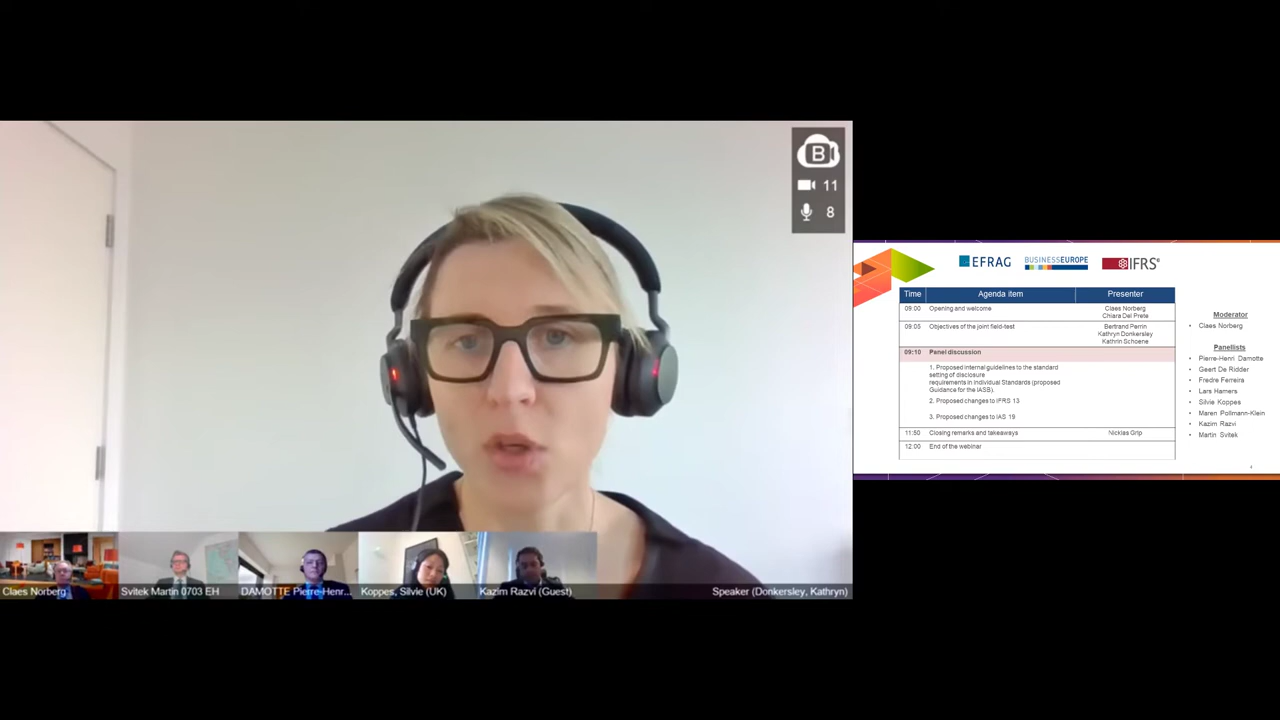 B
11
8
Claes Norberg
Svitek Martin 0703 EH
DAMOTTE Pierre-Henr...
Koppes, Silvie (UK)
Kazim Razvi (Guest)
Speaker (Donkersley, Kathryn)
EFRAG
BUSINESSEUROPE
IFRS®
Time Agenda item Presenter
09:00 Opening and welcome Claes Norberg
Chiara Del Prete
09:05 Objectives of the joint field-test Bertrand Perrin
Kathryn Donkersley
Kathrin Schoene
09:10 Panel discussion
1. Proposed internal guidelines to the standard
setting of disclosure
requirements in individual Standards (proposed
Guidance for the IASB).
2. Proposed changes to IFRS 13
3. Proposed changes to IAS 19
11:50 Closing remarks and takeaways Nicklas Grip
12:00 End of the webinar
Moderator
• Claes Norberg
Panellists
• Pierre-Henri Damotte
• Geert De Ridder
• Fredre Ferreira
• Lars Hamers
• Silvie Koppes
• Maren Pollmann-Klein
• Kazim Razvi
• Martin Svitek